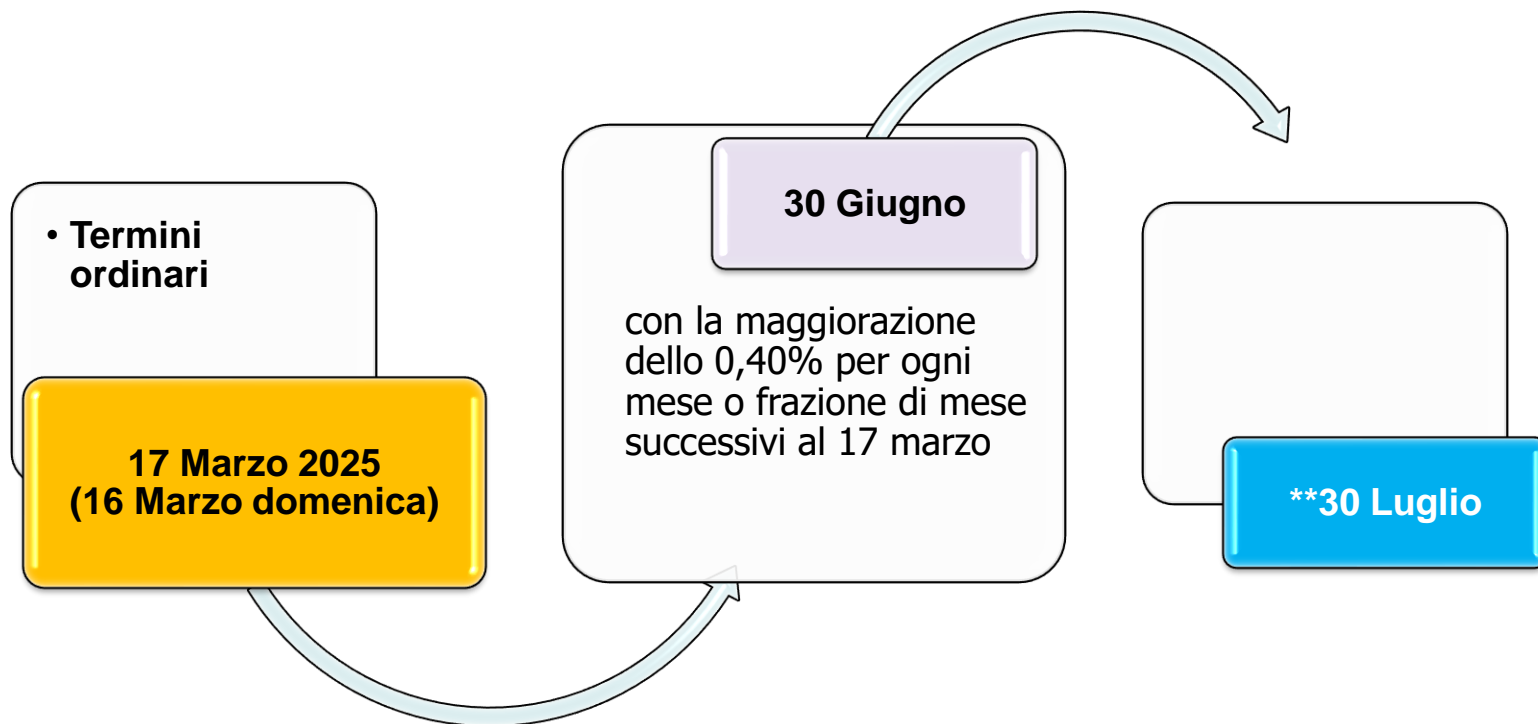 • Termini
ordinari
17 Marzo 2025
(16 Marzo domenica)
30 Giugno
con la maggiorazione
dello 0,40% per ogni
mese o frazione di mese
successivi al 17 marzo
**30 Luglio